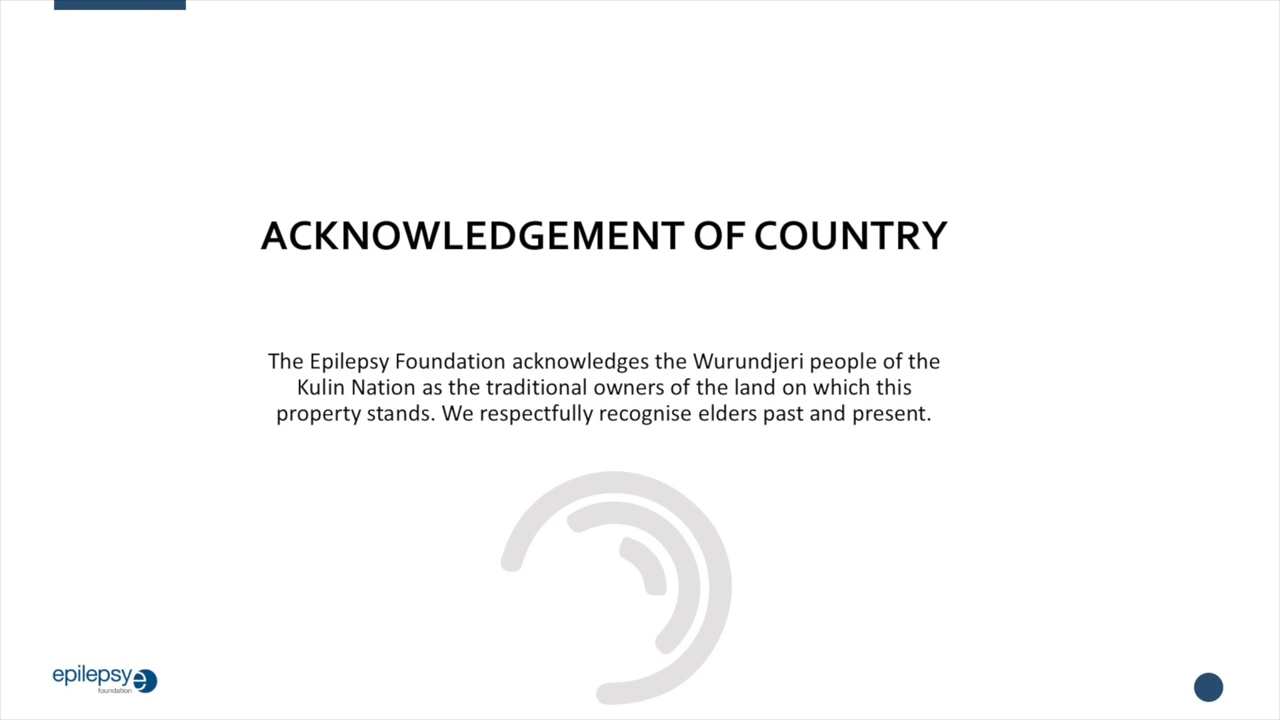 ACKNOWLEDGEMENT OF COUNTRY
The Epilepsy Foundation acknowledges the Wurundjeri people of the
Kulin Nation as the traditional owners of the land on which this
property stands. We respectfully recognise elders past and present.
epilepsy e
foundation